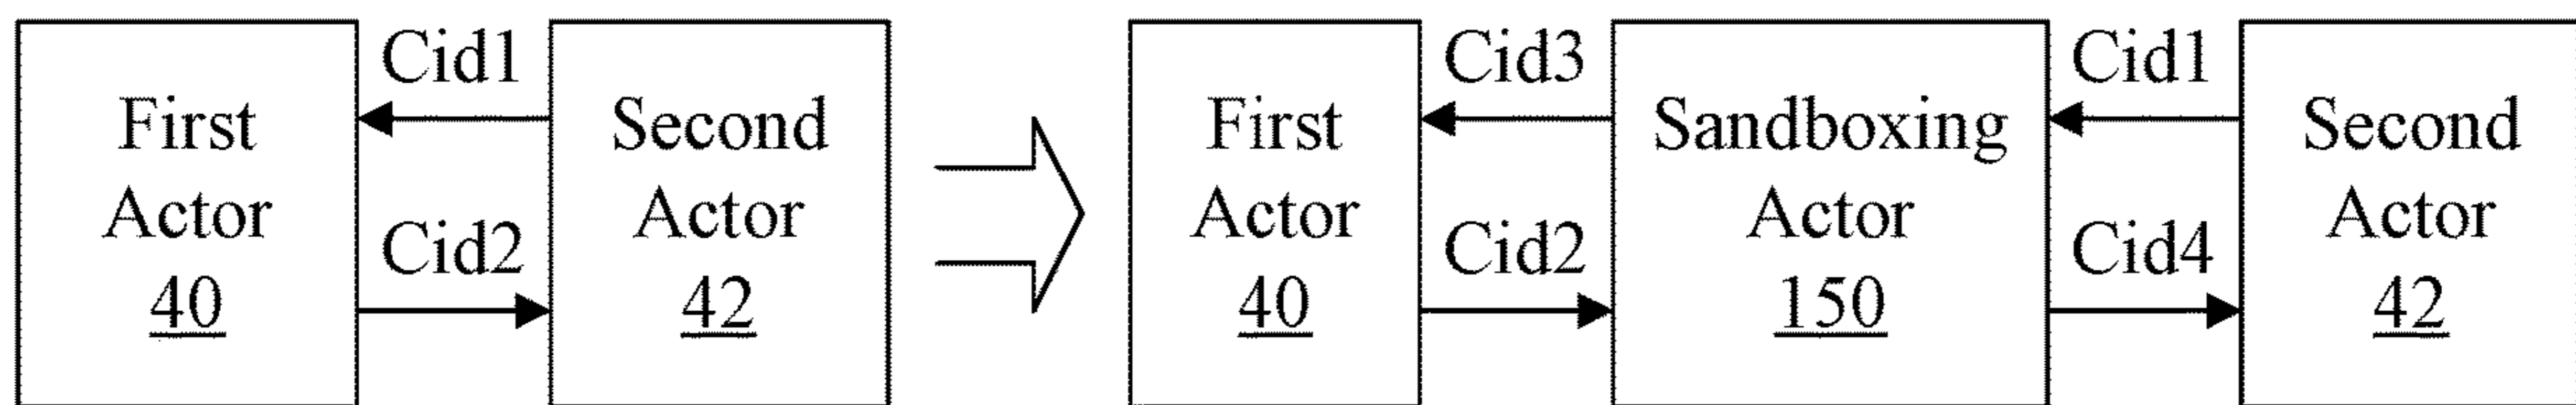 First
Actor
40
Cid1
Cid2
Second
Actor
42
First
Actor
40
Cid3
Cid2
Sandboxing
Actor
150
Cid1
Cid4
Second
Actor
42